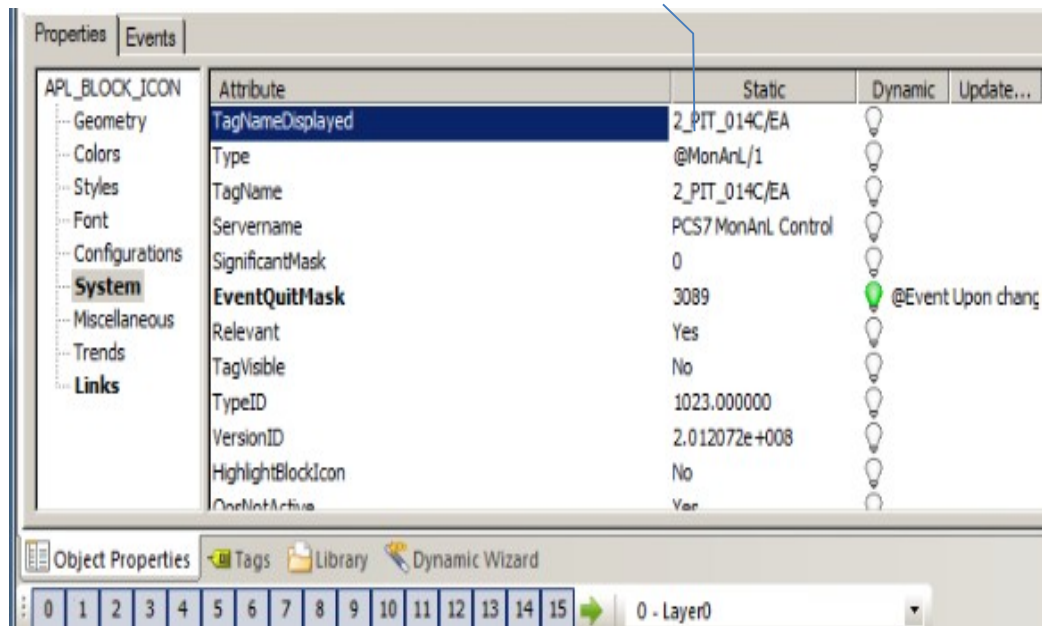 Properties Events
APL_BLOCK_ICON
Geometry
Colors
Styles
Font
Configurations
System
Miscellaneous
Trends
Links
Attribute Static Dynamic Update...
TagNameDisplayed 2_PIT_014C/EA
Type @MonAnL/1
TagName 2_PIT_014C/EA
Servername PCS7 MonAnL Control
SignificantMask 0
EventQuitMask 3089 @Event Upon chang
Relevant Yes
TagVisible No
TypeID 1023.000000
VersionID 2.012072e+008
HighlightBlockIcon No
OpsNotActive Yes
Object Properties Tags Library Dynamic Wizard
0 1 2 3 4 5 6 7 8 9 10 11 12 13 14 15 0 - Layer0